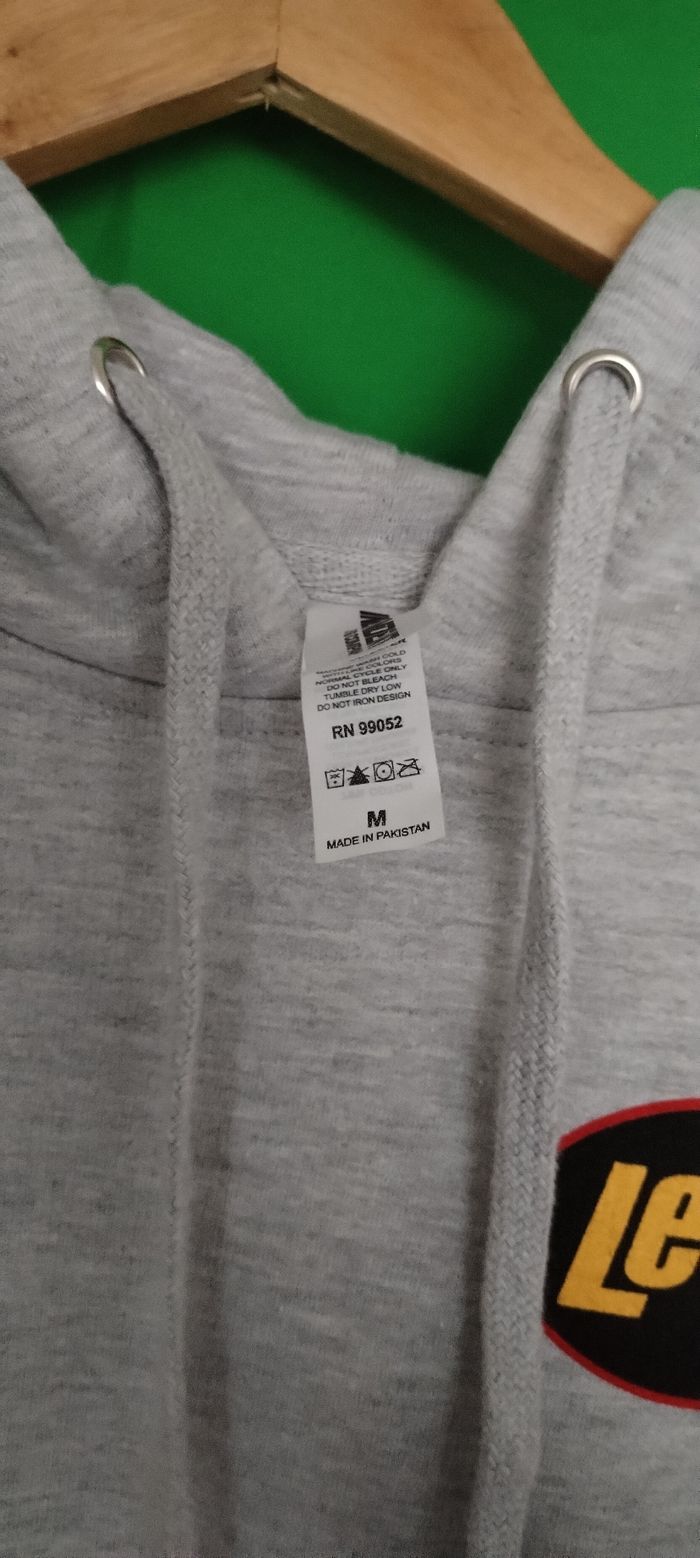 MACHINE WASH COLD
WITH LIKE COLORS
NORMAL CYCLE ONLY
DO NOT BLEACH
TUMBLE DRY LOW
DO NOT IRON DESIGN
RN 99052
M
MADE IN PAKISTAN
Le